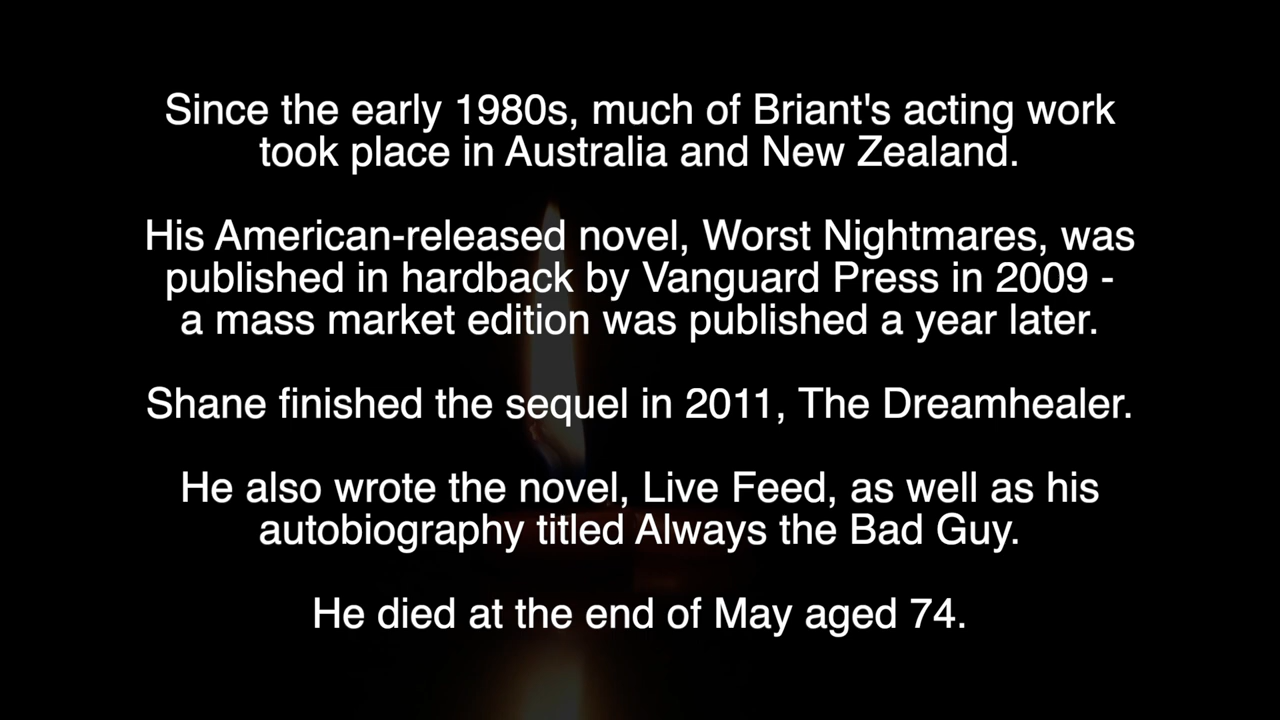 Since the early 1980s, much of Briant's acting work
took place in Australia and New Zealand.
His American-released novel, Worst Nightmares, was
published in hardback by Vanguard Press in 2009 -
a mass market edition was published a year later.
Shane finished the sequel in 2011, The Dreamhealer.
He also wrote the novel, Live Feed, as well as his
autobiography titled Always the Bad Guy.
He died at the end of May aged 74.